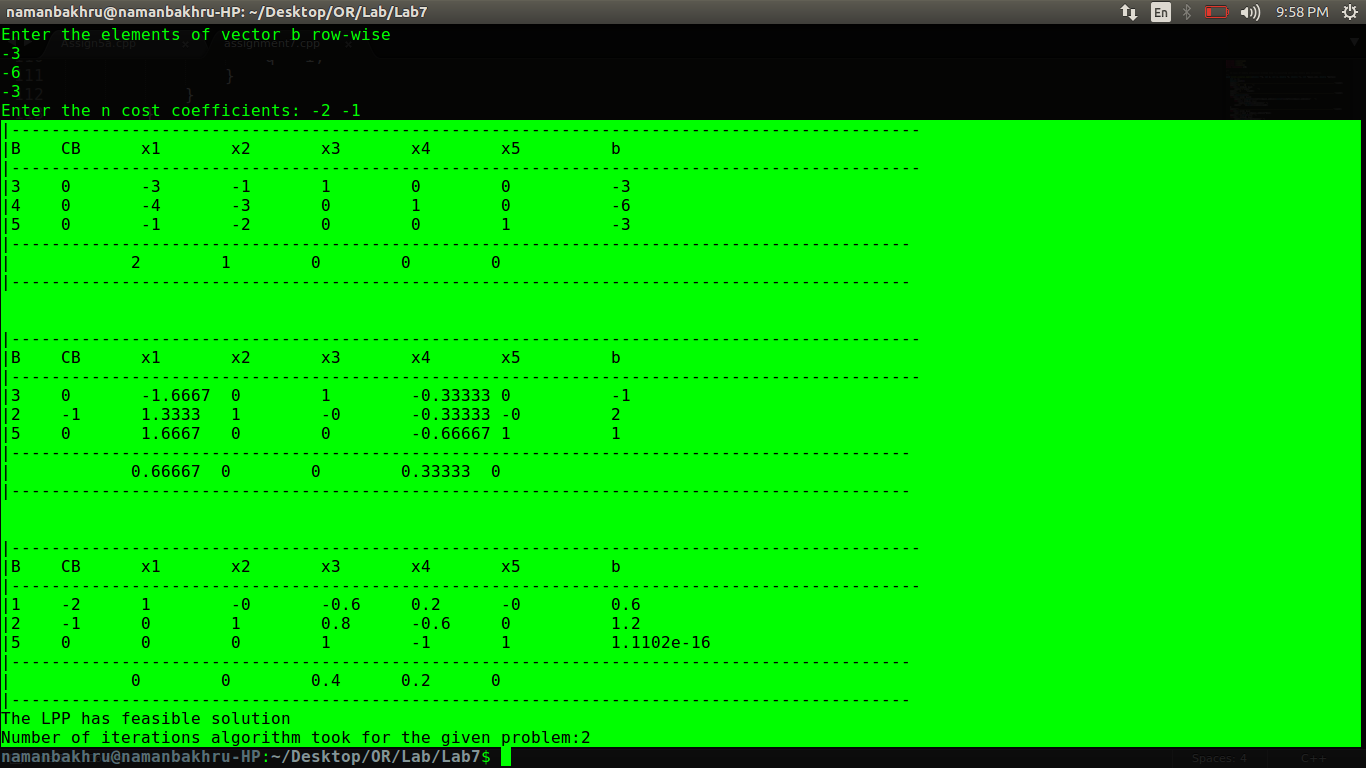 namanbakhru@namanbakhru-HP: ~/Desktop/OR/Lab/Lab7 En 9:58 PM
Enter the elements of vector b row-wise
-3
-6
-3
Enter the n cost coefficients: -2 -1
|-------------------------------------------------------------------------------------------
|B CB x1 x2 x3 x4 x5 b
|-------------------------------------------------------------------------------------------
|3 0 -3 -1 1 0 0 -3
|4 0 -4 -3 0 1 0 -6
|5 0 -1 -2 0 0 1 -3
|------------------------------------------------------------------------------------------
| 2 1 0 0 0
|------------------------------------------------------------------------------------------
|-------------------------------------------------------------------------------------------
|B CB x1 x2 x3 x4 x5 b
|-------------------------------------------------------------------------------------------
|3 0 -1.6667 0 1 -0.33333 0 -1
|2 -1 1.3333 1 -0 -0.33333 -0 2
|5 0 1.6667 0 0 -0.66667 1 1
|------------------------------------------------------------------------------------------
| 0.66667 0 0 0.33333 0
|------------------------------------------------------------------------------------------
|-------------------------------------------------------------------------------------------
|B CB x1 x2 x3 x4 x5 b
|-------------------------------------------------------------------------------------------
|1 -2 1 -0 -0.6 0.2 -0 0.6
|2 -1 0 1 0.8 -0.6 0 1.2
|5 0 0 0 1 -1 1 1.1102e-16
|------------------------------------------------------------------------------------------
| 0 0 0.4 0.2 0
|------------------------------------------------------------------------------------------
The LPP has feasible solution
Number of iterations algorithm took for the given problem:2
namanbakhru@namanbakhru-HP:~/Desktop/OR/Lab/Lab7$
Spaces: 4 C++